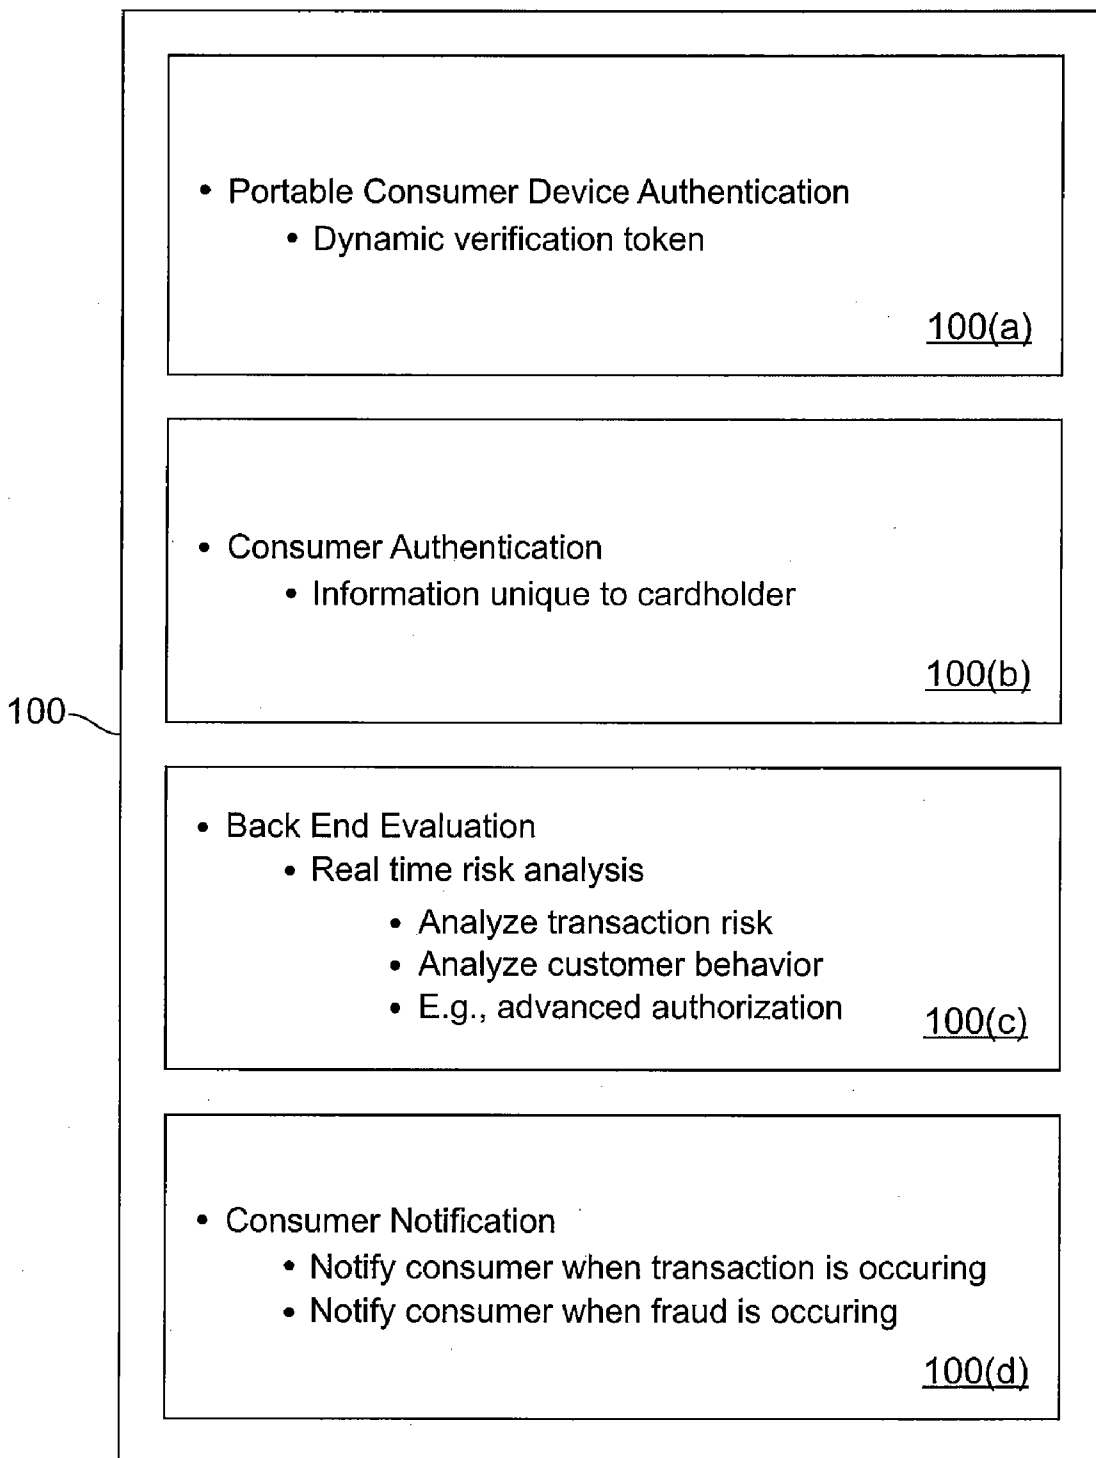 • Portable Consumer Device Authentication
• Dynamic verification token
100(a)
• Consumer Authentication
• Information unique to cardholder
100(b)
100
• Back End Evaluation
• Real time risk analysis
• Analyze transaction risk
• Analyze customer behavior
• E.g., advanced authorization
100(c)
• Consumer Notification
• Notify consumer when transaction is occuring
• Notify consumer when fraud is occuring
100(d)